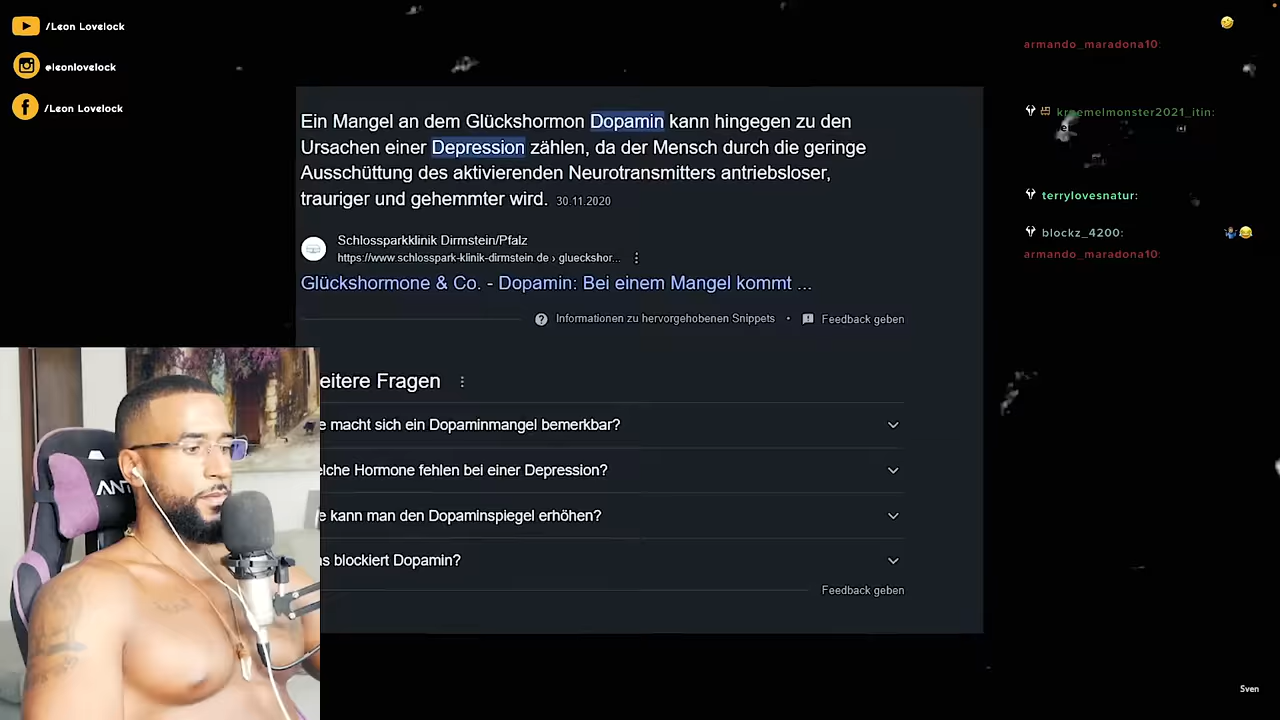 /Leon Lovelock
@leonlovelock
/Leon Lovelock
Ein Mangel an dem Glückshormon Dopamin kann hingegen zu den
Ursachen einer Depression zählen, da der Mensch durch die geringe
Ausschüttung des aktivierenden Neurotransmitters antriebsloser,
trauriger und gehemmter wird. 30.11.2020
Schlossparkklinik Dirmstein/Pfalz
https://www.schlosspark-klinik-dirmstein.de › glueckshor...
Glückshormone & Co. - Dopamin: Bei einem Mangel kommt ...
Informationen zu hervorgehobenen Snippets • Feedback geben
eitere Fragen
e macht sich ein Dopaminmangel bemerkbar?
elche Hormone fehlen bei einer Depression?
e kann man den Dopaminspiegel erhöhen?
as blockiert Dopamin?
Feedback geben
armando_maradona10:
kruemelmonster2021_itin:
terrylovesnatur:
blockz_4200:
armando_maradona10:
ANT
Sven